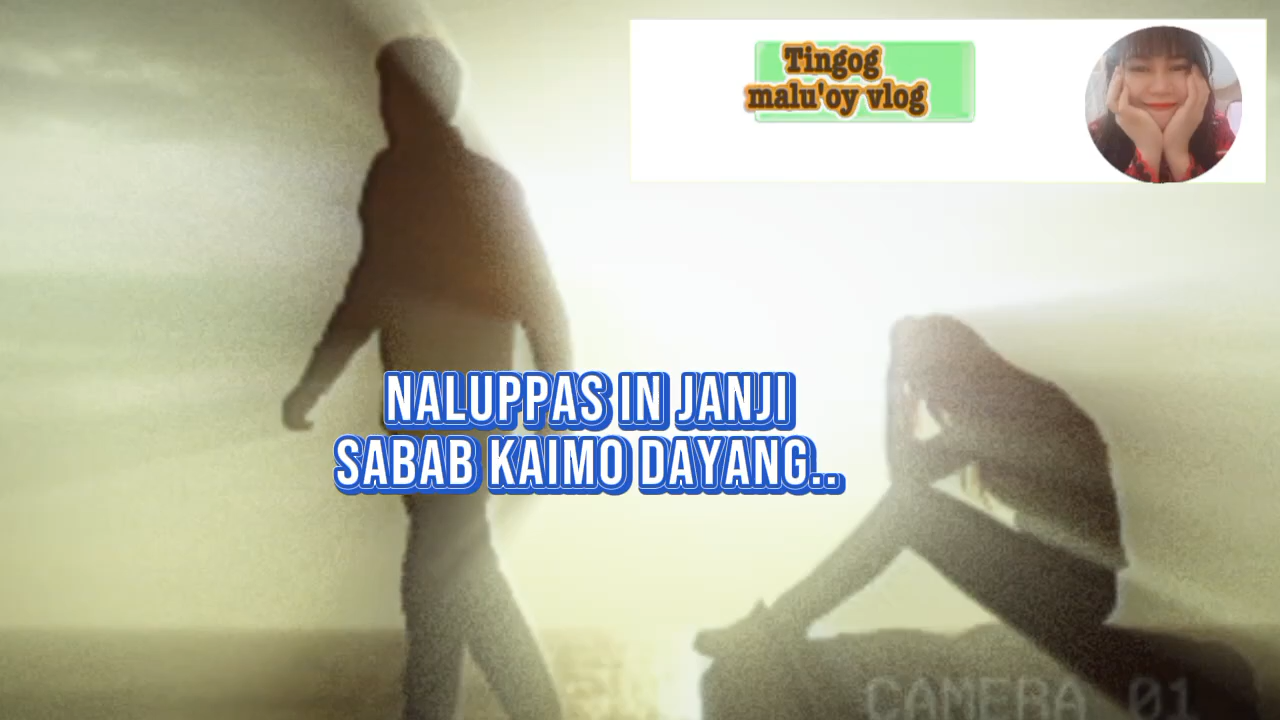 Tingog
malu'oy vlog
NALUPPAS IN JANJI
SABAB KAIMO DAYANG..
CAMERA 01